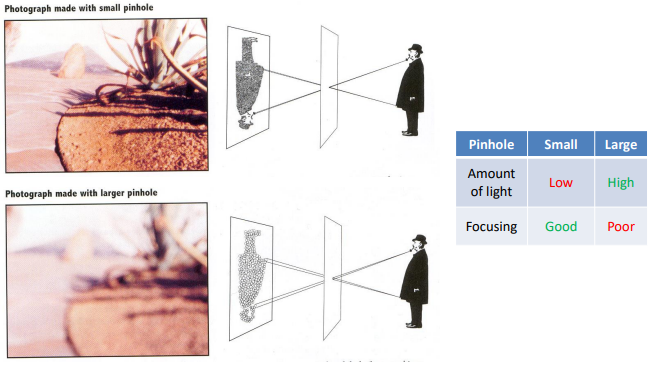 Photograph made with small pinhole
Photograph made with larger pinhole
Pinhole Small Large
Amount
of light Low High
Focusing Good Poor